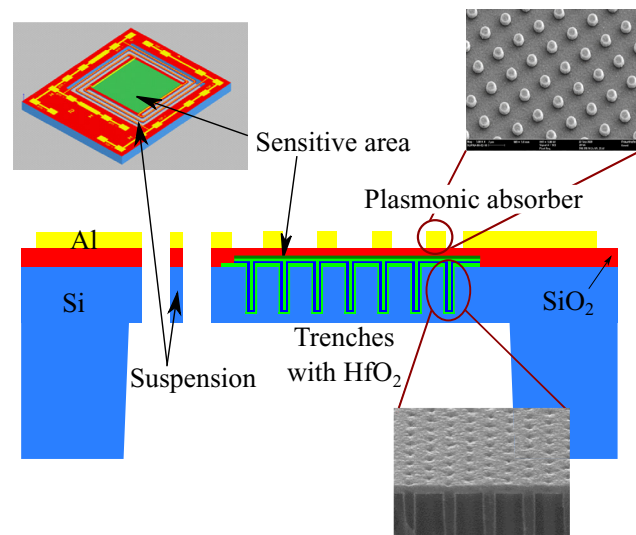 Sensitive area
Plasmonic absorber
Al
Si
SiO₂
Trenches
with HfO₂
Suspension